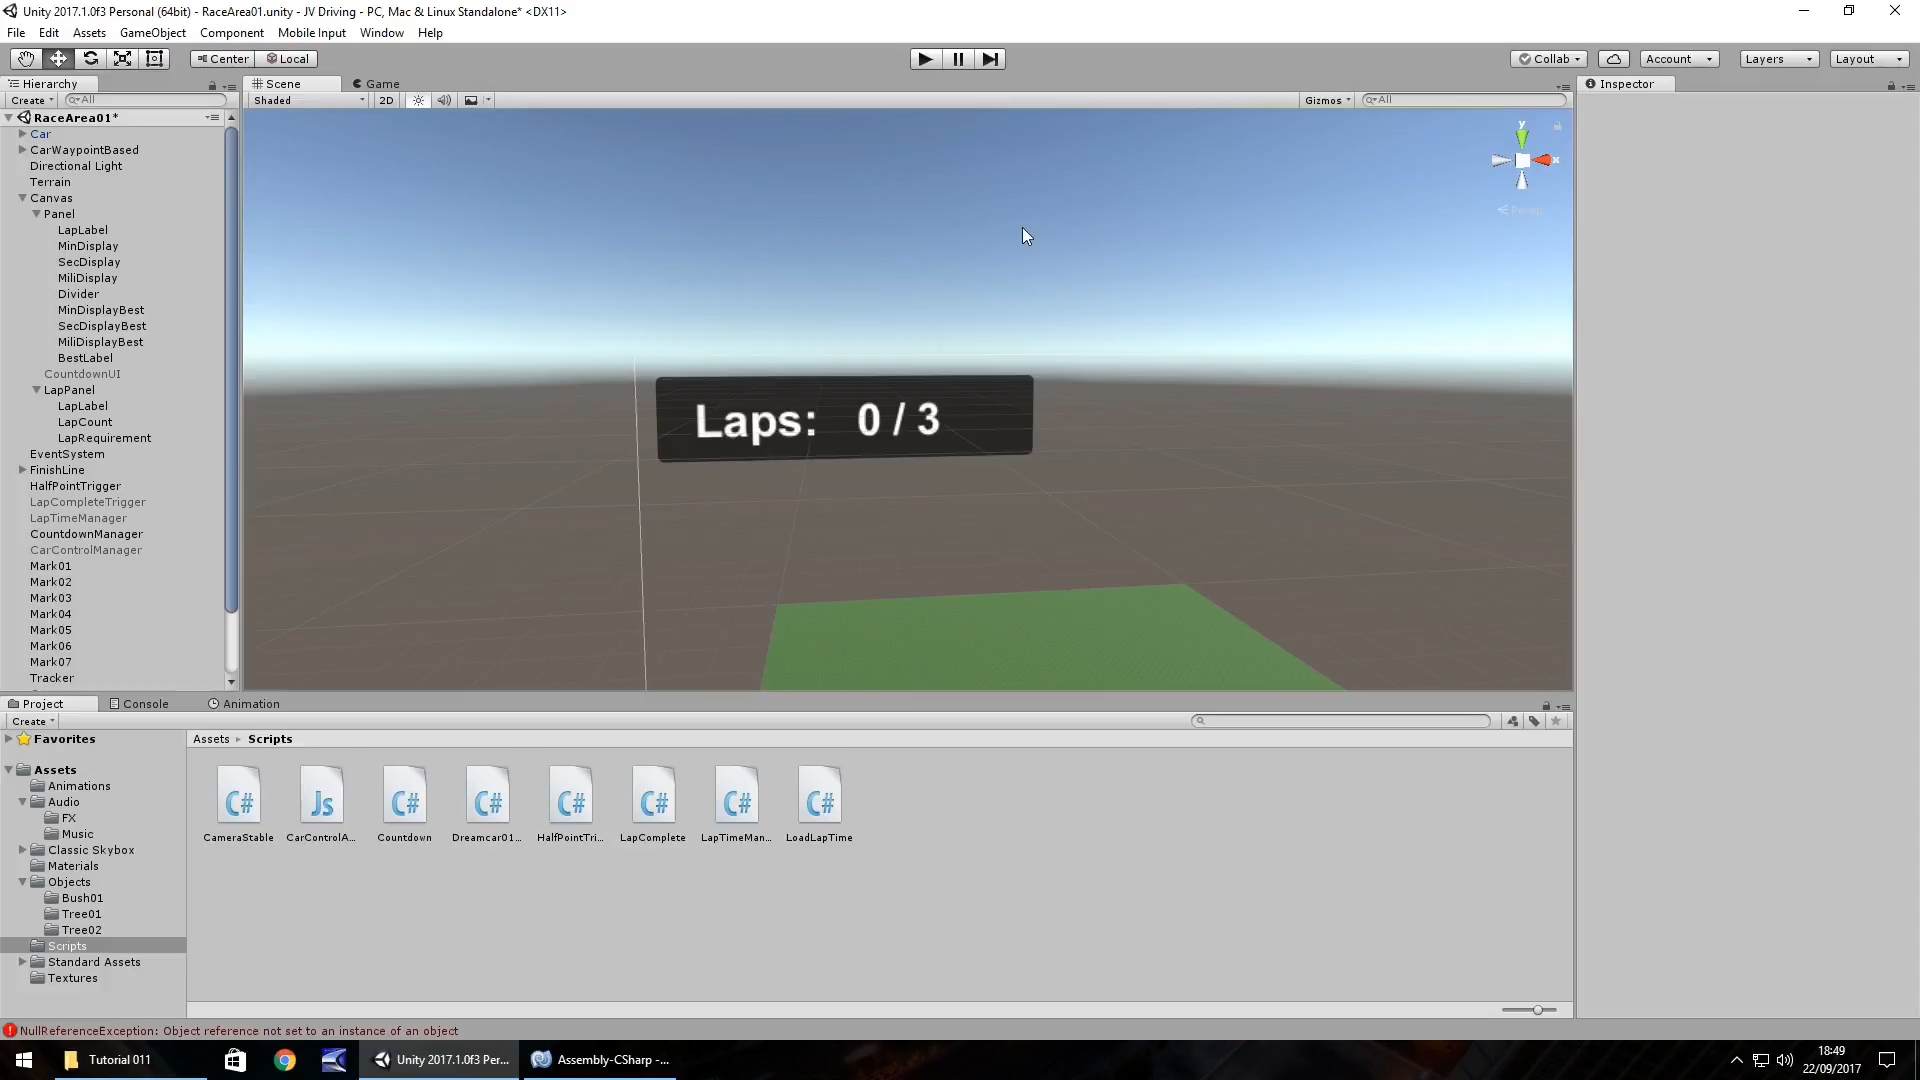 Unity 2017.1.0f3 Personal (64bit) - RaceArea01.unity - JV Driving - PC, Mac & Linux Standalone* <DX11>
File Edit Assets GameObject Component Mobile Input Window Help
Center Local Collab Account Layers Layout
Hierarchy Scene Game Inspector
Create All Shaded 2D Gizmos All
RaceArea01*
Car
CarWaypointBased
Directional Light
Terrain
Canvas
Panel
LapLabel
MinDisplay
SecDisplay
MiliDisplay
Divider
MinDisplayBest
SecDisplayBest
MiliDisplayBest
BestLabel
CountdownUI
LapPanel
LapLabel
LapCount
LapRequirement
EventSystem
FinishLine
HalfPointTrigger
LapCompleteTrigger
LapTimeManager
CountdownManager
CarControlManager
Mark01
Mark02
Mark03
Mark04
Mark05
Mark06
Mark07
Tracker
y
x
Persp
Laps: 0 / 3
Project Console Animation
Create
Favorites
Assets
Animations
Audio
FX
Music
Classic Skybox
Materials
Objects
Bush01
Tree01
Tree02
Scripts
Standard Assets
Textures
Assets Scripts
C# Js C# C# C# C# C# C#
CameraStable CarControlA... Countdown Dreamcar01... HalfPointTri... LapComplete LapTimeMan... LoadLapTime
NullReferenceException: Object reference not set to an instance of an object
Tutorial 011 Unity 2017.1.0f3 Per... Assembly-CSharp -...
18:49
22/09/2017